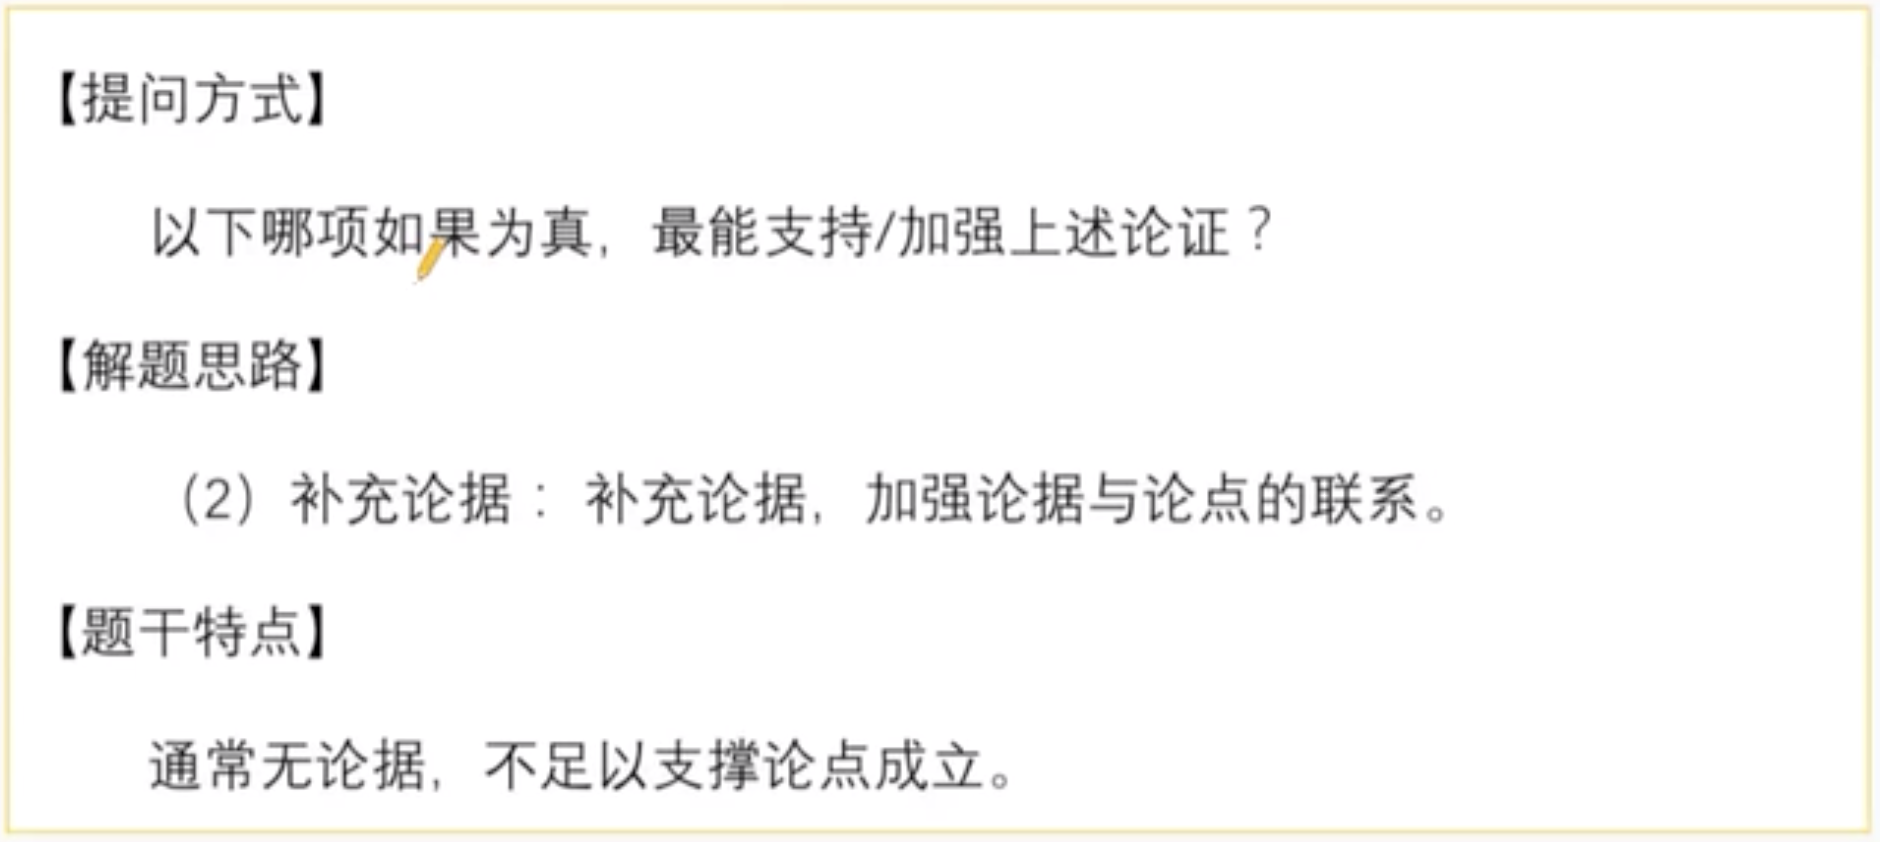 【提问方式】
以下哪项如果为真，最能支持/加强上述论证？
【解题思路】
（2）补充论据：补充论据，加强论据与论点的联系。
【题干特点】
通常无论据，不足以支撑论点成立。